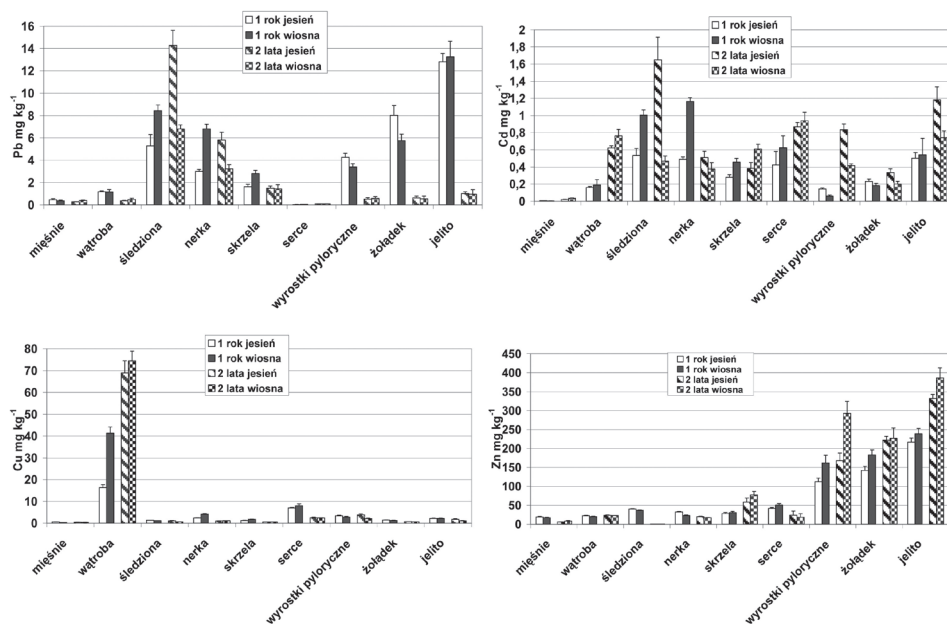 Pb mg kg⁻¹
16
14
12
10
8
6
4
2
0
1 rok jesień
1 rok wiosna
2 lata jesień
2 lata wiosna
mięśnie
wątroba
śledziona
nerka
skrzela
serce
wyrostki pyloryczne
żołądek
jelito
Cd mg kg⁻¹
2
1,8
1,6
1,4
1,2
1
0,8
0,6
0,4
0,2
0
1 rok jesień
1 rok wiosna
2 lata jesień
2 lata wiosna
mięśnie
wątroba
śledziona
nerka
skrzela
serce
wyrostki pyloryczne
żołądek
jelito
Cu mg kg⁻¹
80
70
60
50
40
30
20
10
0
1 rok jesień
1 rok wiosna
2 lata jesień
2 lata wiosna
mięśnie
wątroba
śledziona
nerka
skrzela
serce
wyrostki pyloryczne
żołądek
jelito
Zn mg kg⁻¹
450
400
350
300
250
200
150
100
50
0
1 rok jesień
1 rok wiosna
2 lata jesień
2 lata wiosna
mięśnie
wątroba
śledziona
nerka
skrzela
serce
wyrostki pyloryczne
żołądek
jelito